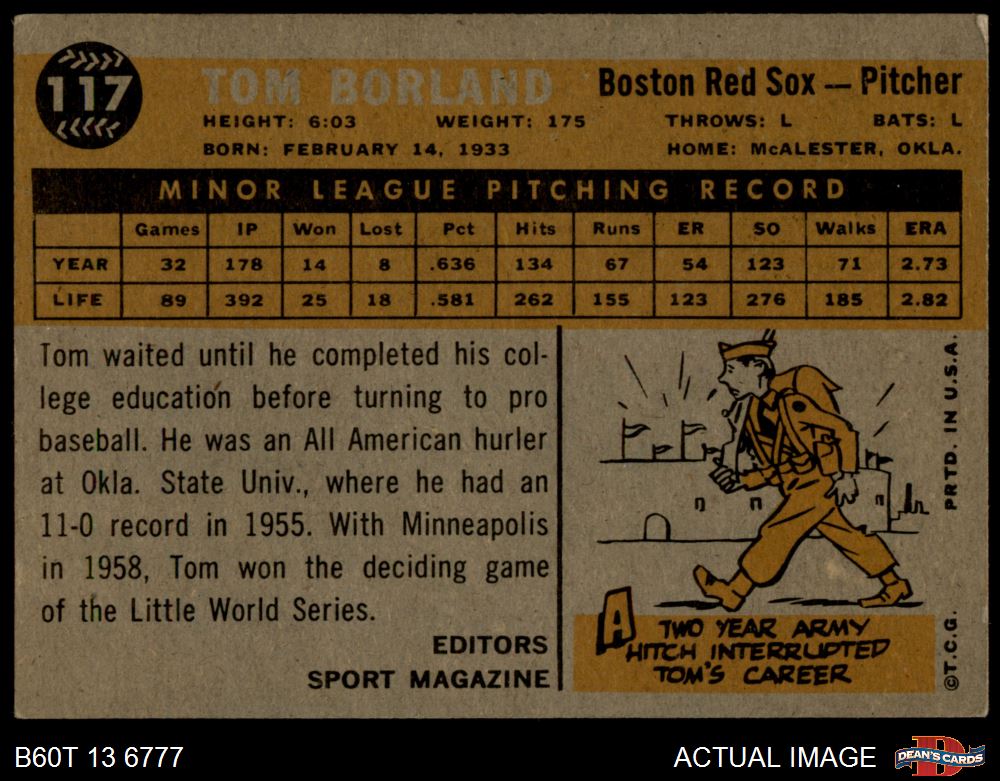 117
TOM BORLAND Boston Red Sox — Pitcher
HEIGHT: 6:03 WEIGHT: 175 THROWS: L BATS: L
BORN: FEBRUARY 14, 1933 HOME: McALESTER, OKLA.
MINOR LEAGUE PITCHING RECORD
Games IP Won Lost Pct Hits Runs ER SO Walks ERA
YEAR 32 178 14 8 .636 134 67 54 123 71 2.73
LIFE 89 392 25 18 .581 262 155 123 276 185 2.82
Tom waited until he completed his col-
lege education before turning to pro
baseball. He was an All American hurler
at Okla. State Univ., where he had an
11-0 record in 1955. With Minneapolis
in 1958, Tom won the deciding game
of the Little World Series.
EDITORS
SPORT MAGAZINE
A TWO YEAR ARMY
HITCH INTERRUPTED
TOM'S CAREER
©T.C.G. PRTD. IN U.S.A.
B60T 13 6777 ACTUAL IMAGE
DEAN'S CARDS